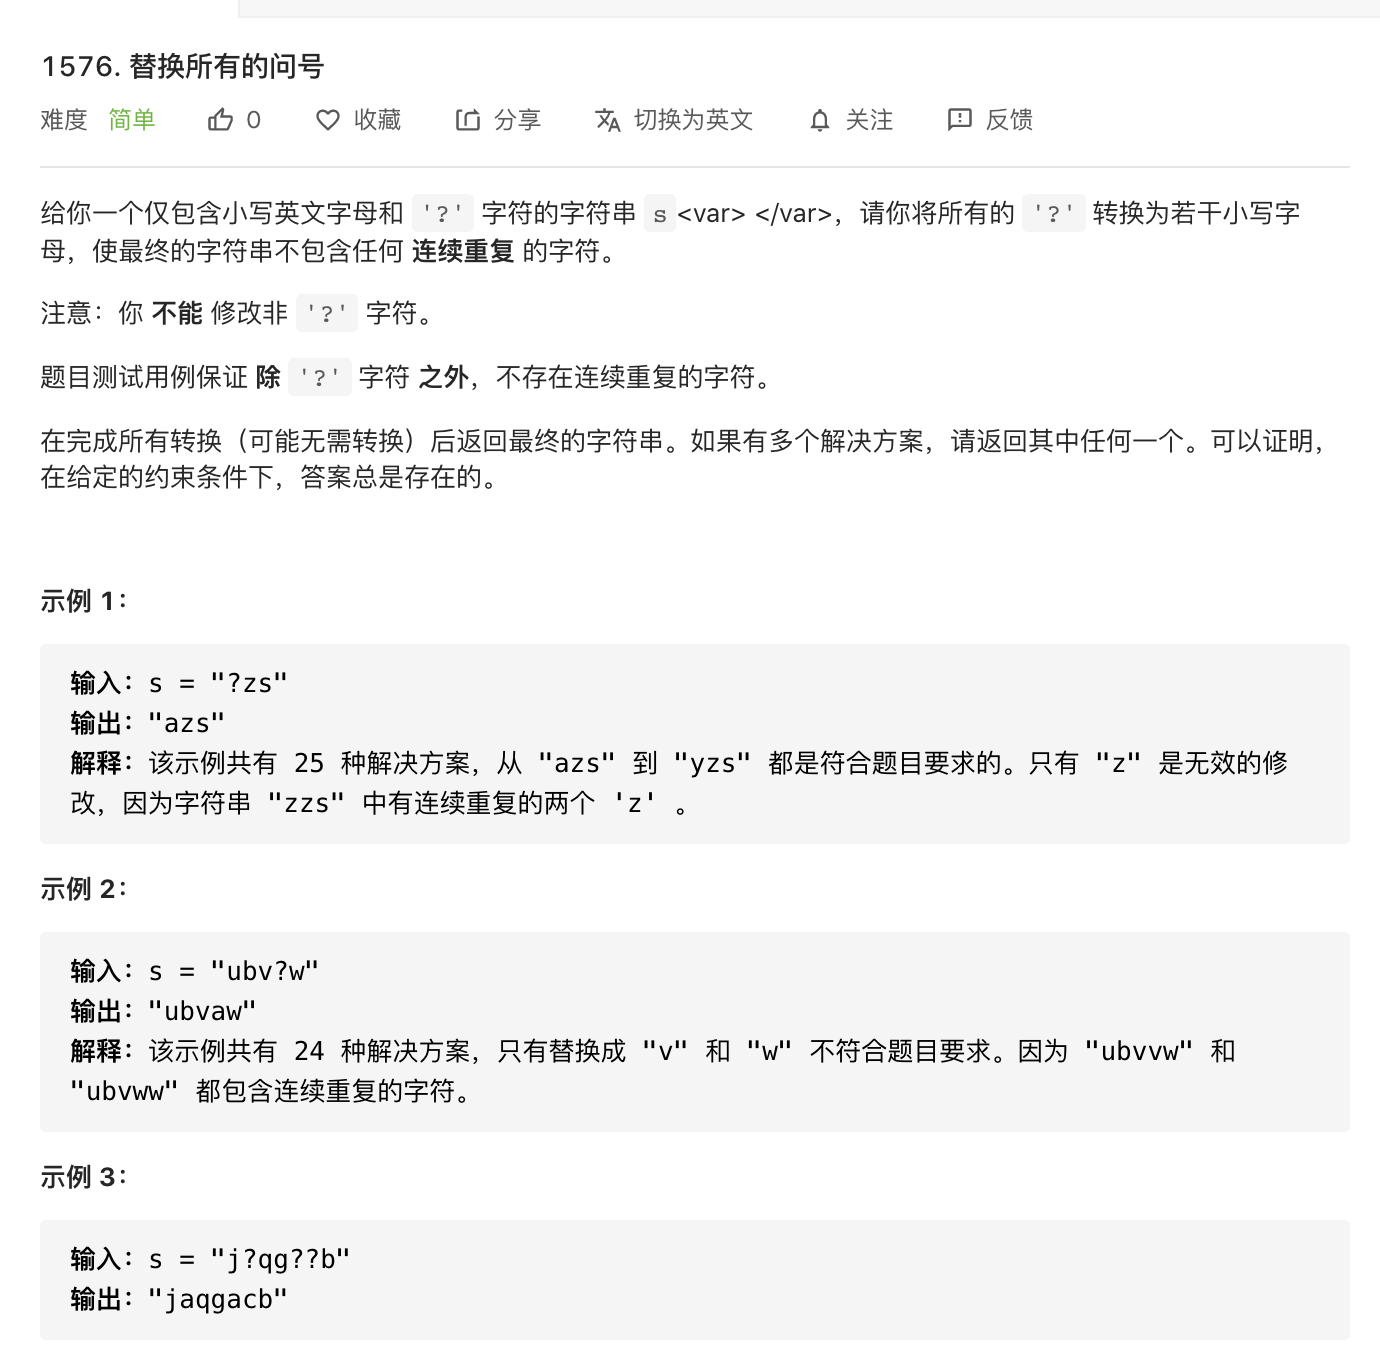 1576. 替换所有的问号
难度 简单 0 收藏 分享 切换为英文 关注 反馈
给你一个仅包含小写英文字母和 '?' 字符的字符串 s<var> </var>，请你将所有的 '?' 转换为若干小写字
母，使最终的字符串不包含任何 连续重复 的字符。
注意：你 不能 修改非 '?' 字符。
题目测试用例保证 除 '?' 字符 之外，不存在连续重复的字符。
在完成所有转换（可能无需转换）后返回最终的字符串。如果有多个解决方案，请返回其中任何一个。可以证明，
在给定的约束条件下，答案总是存在的。
示例 1：
输入：s = "?zs"
输出："azs"
解释：该示例共有 25 种解决方案，从 "azs" 到 "yzs" 都是符合题目要求的。只有 "z" 是无效的修
改，因为字符串 "zzs" 中有连续重复的两个 'z' 。
示例 2：
输入：s = "ubv?w"
输出："ubvaw"
解释：该示例共有 24 种解决方案，只有替换成 "v" 和 "w" 不符合题目要求。因为 "ubvvw" 和
"ubvww" 都包含连续重复的字符。
示例 3：
输入：s = "j?qg??b"
输出："jaqgacb"